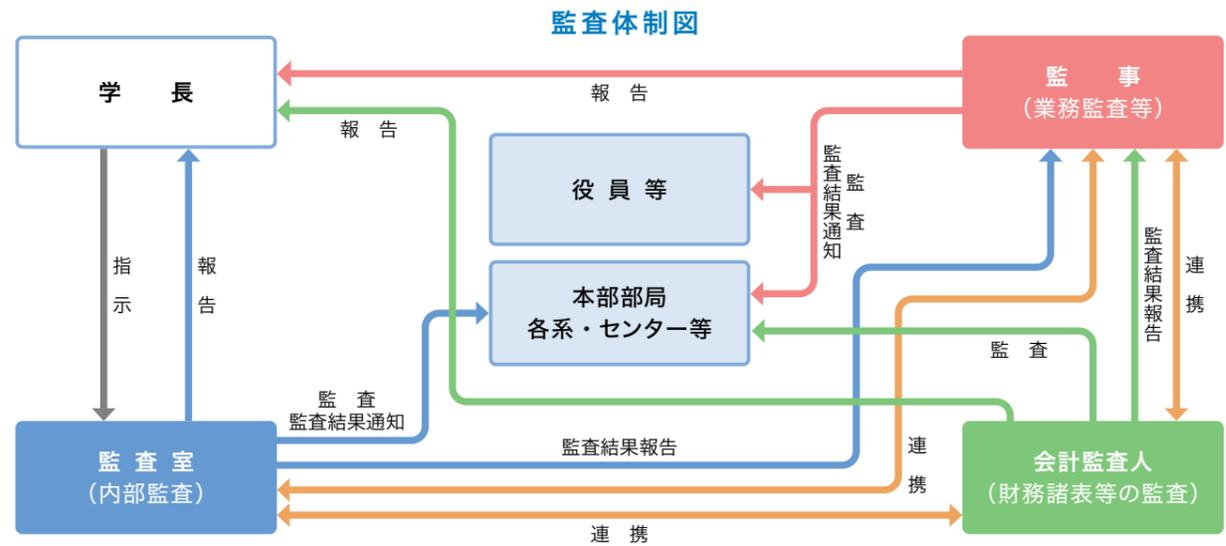 監査体制図
学　長
監　事
（業務監査等）
報　告
報　告
役 員 等
監査結果通知
監　査
本部部局
各系・センター等
指　示
報　告
監査結果報告
連　携
監　査
監　査
監査結果通知
監査結果報告
監 査 室
（内部監査）
連　携
会計監査人
（財務諸表等の監査）
連　携